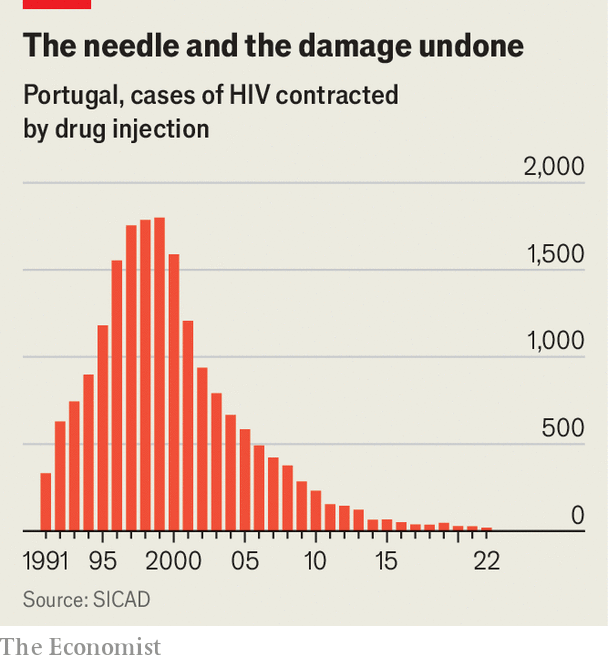 The needle and the damage undone
Portugal, cases of HIV contracted
by drug injection
2,000
1,500
1,000
500
0
1991 95 2000 05 10 15 22
Source: SICAD
The Economist